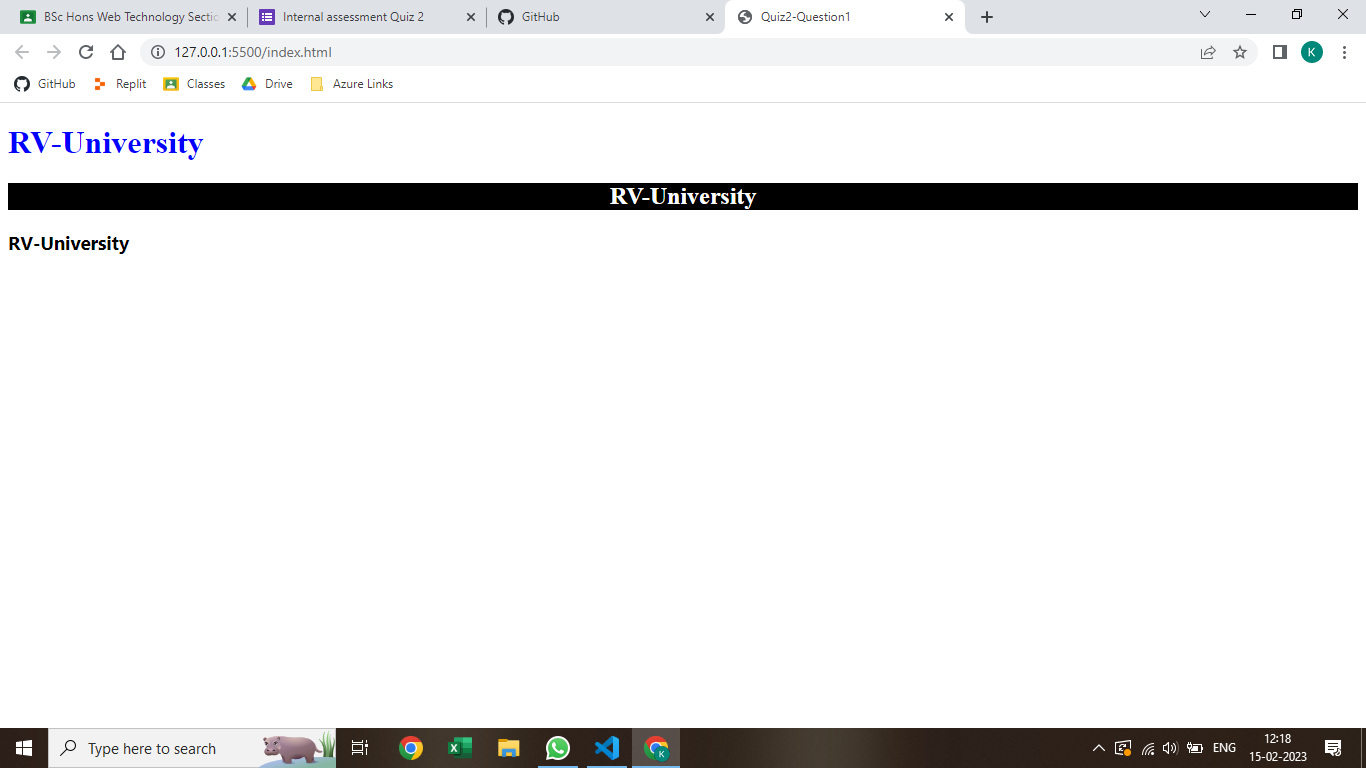 BSc Hons Web Technology Sectio
Internal assessment Quiz 2
GitHub
Quiz2-Question1
127.0.0.1:5500/index.html
K
GitHub
Replit
Classes
Drive
Azure Links
RV-University
RV-University
RV-University
Type here to search
ENG
12:18
15-02-2023